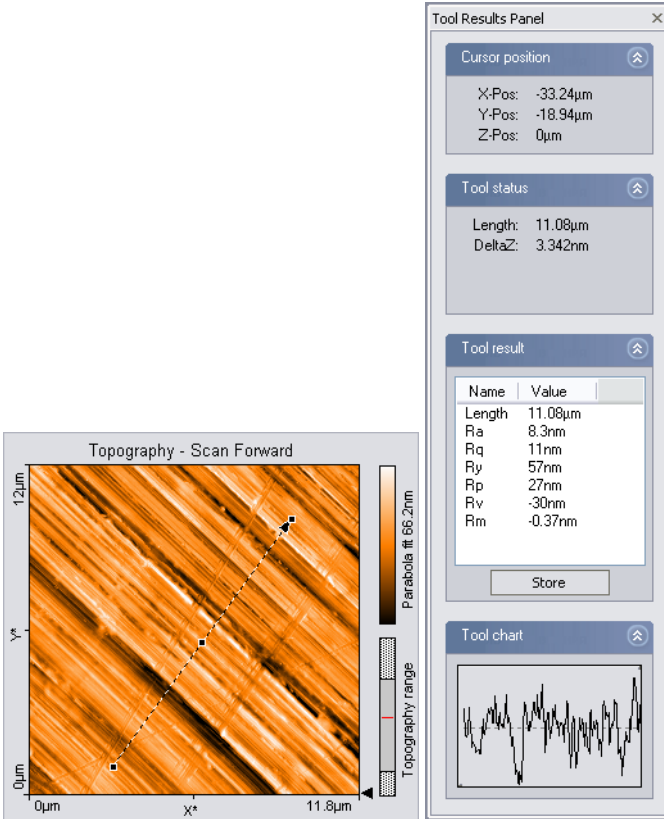 Topography - Scan Forward
12µm
Y*
0µm
0µm
X*
11.8µm
Parabola fit 66.2nm
Topography range
Tool Results Panel
Cursor position
X-Pos: -33.24µm
Y-Pos: -18.94µm
Z-Pos: 0µm
Tool status
Length: 11.08µm
DeltaZ: 3.342nm
Tool result
Name Value
Length 11.08µm
Ra 8.3nm
Rq 11nm
Ry 57nm
Rp 27nm
Rv -30nm
Rm -0.37nm
Store
Tool chart